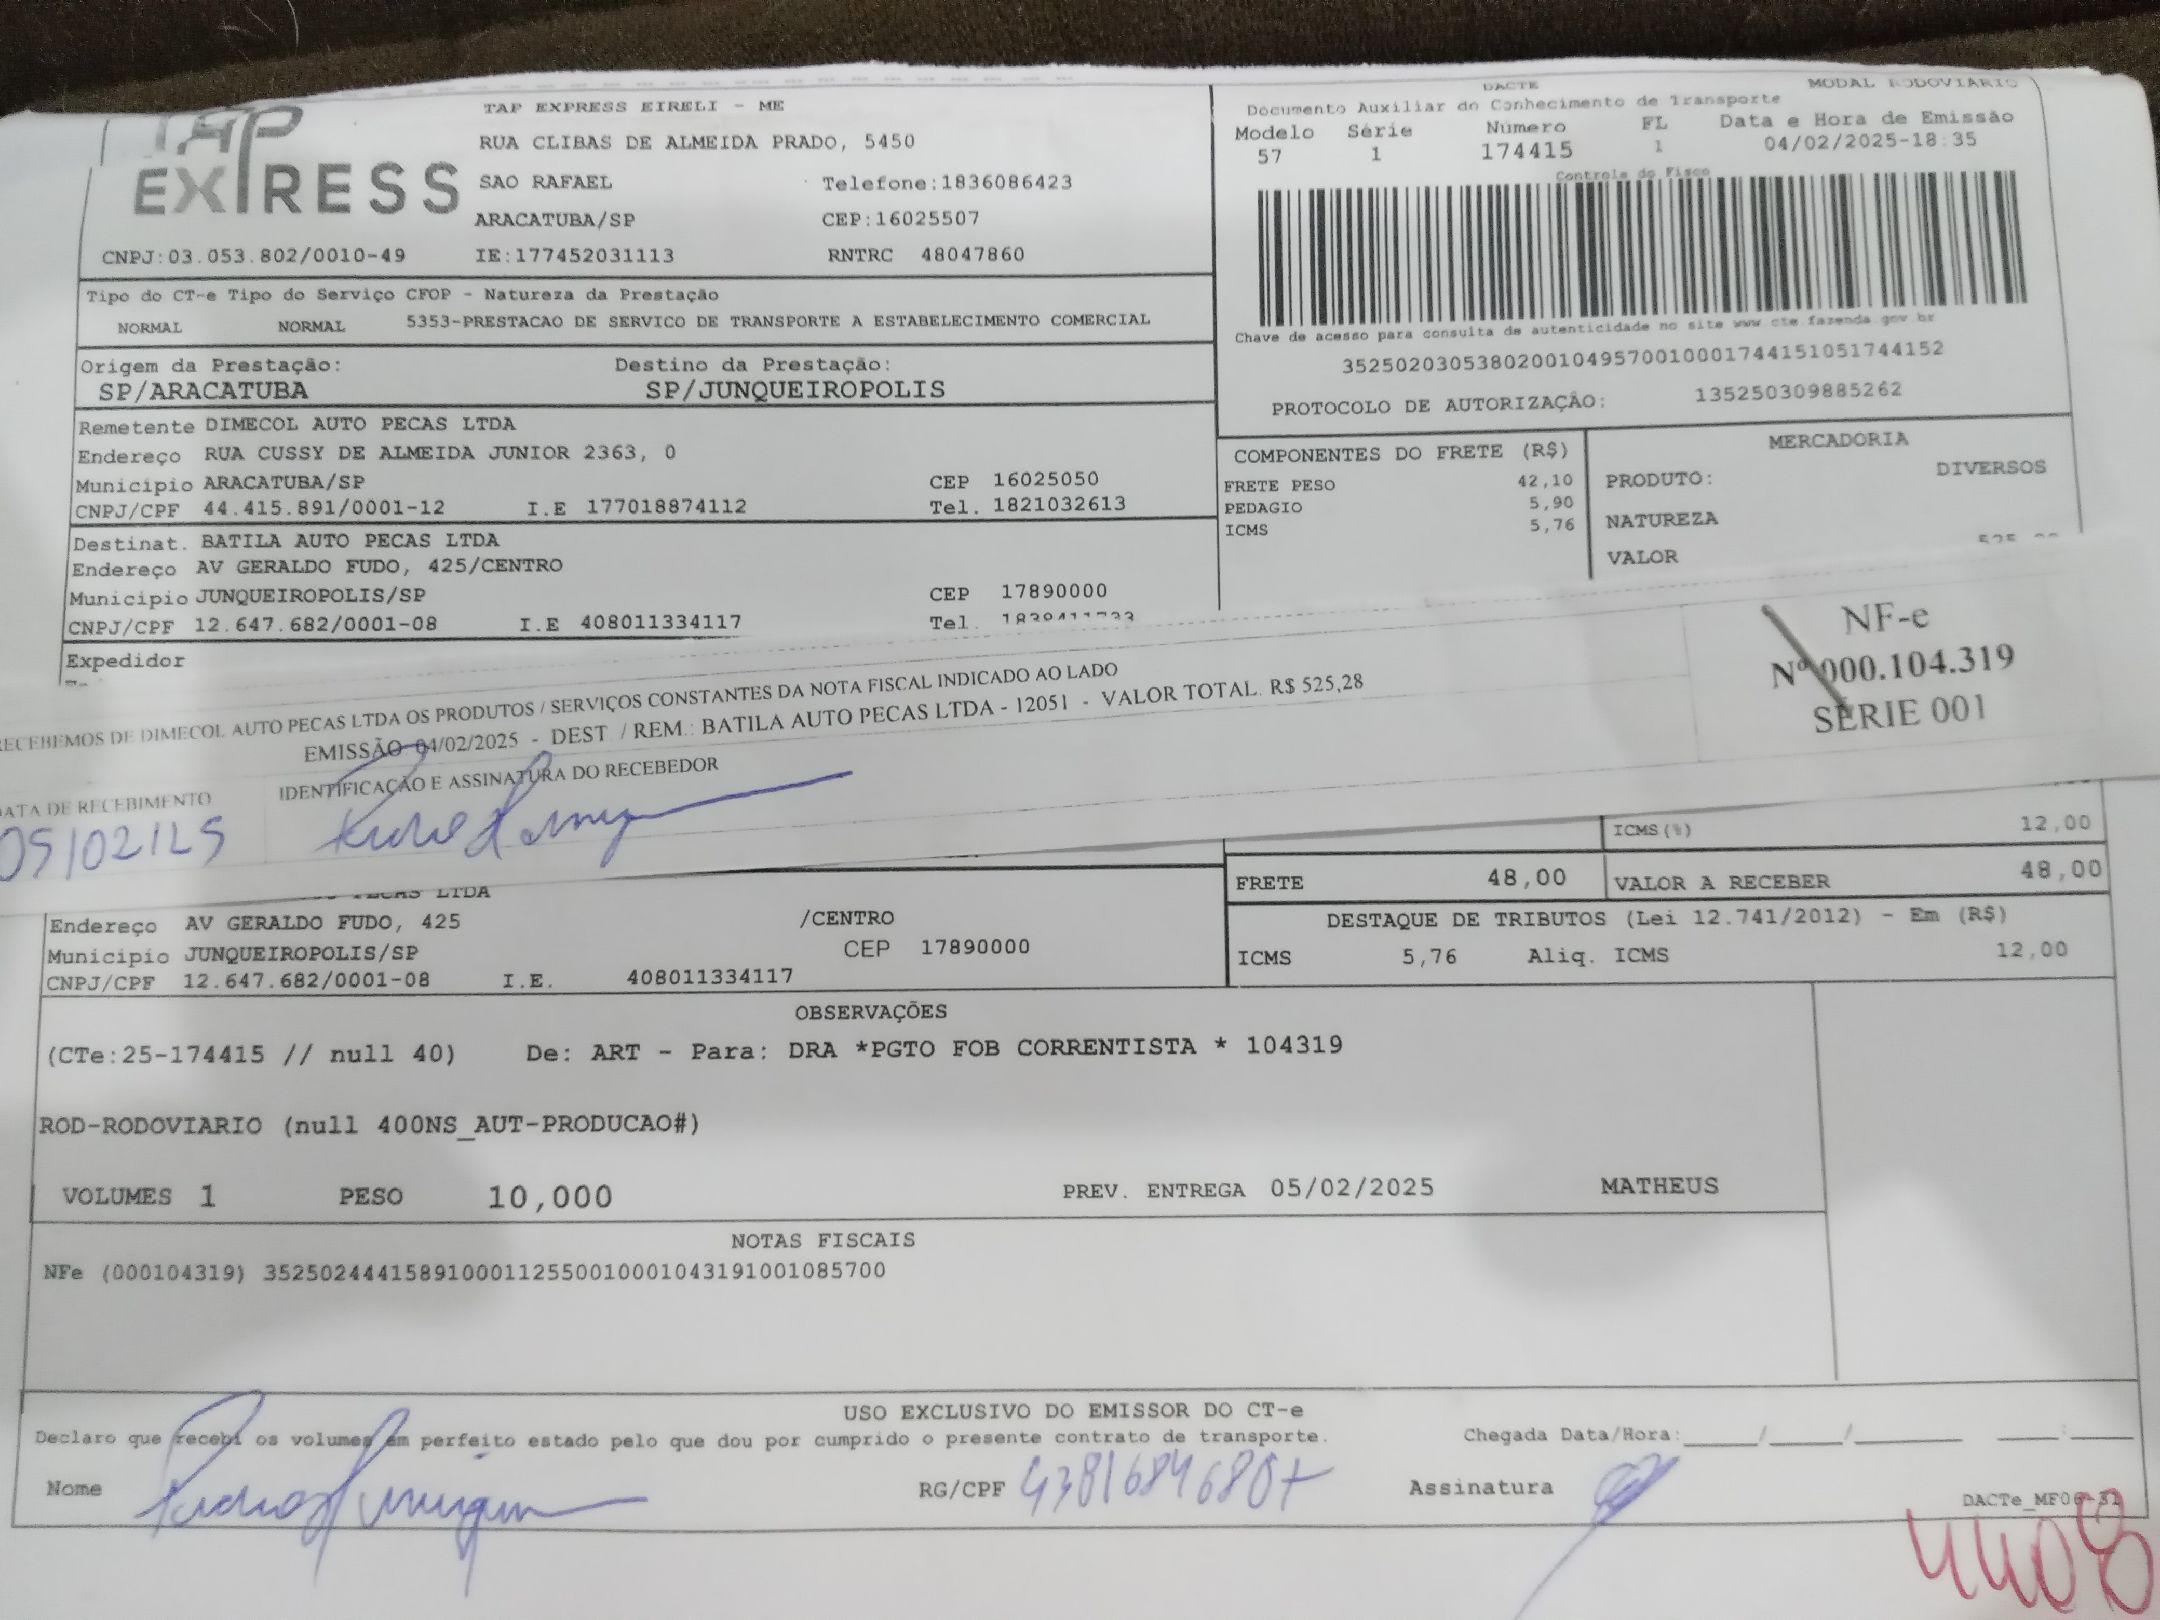 TAP
EXPRESS
TAP EXPRESS EIRELI - ME
RUA CLIBAS DE ALMEIDA PRADO, 5450
SAO RAFAEL Telefone:1836086423
ARACATUBA/SP CEP:16025507
CNPJ:03.053.802/0010-49 IE:177452031113 RNTRC 48047860
DACTE MODAL RODOVIARIO
Documento Auxiliar do Conhecimento de Transporte
Modelo Série Número FL Data e Hora de Emissão
57 1 174415 1 04/02/2025-18:35
Controle do Fisco
Chave de acesso para consulta de autenticidade no site www.cte.fazenda.gov.br
35250203053802001049570010001744151051744152
PROTOCOLO DE AUTORIZAÇÃO: 135250309885262
Tipo do CT-e Tipo do Serviço CFOP - Natureza da Prestação
NORMAL NORMAL 5353-PRESTACAO DE SERVICO DE TRANSPORTE A ESTABELECIMENTO COMERCIAL
Origem da Prestação: Destino da Prestação:
SP/ARACATUBA SP/JUNQUEIROPOLIS
Remetente DIMECOL AUTO PECAS LTDA
Endereço RUA CUSSY DE ALMEIDA JUNIOR 2363, 0
Municipio ARACATUBA/SP CEP 16025050
CNPJ/CPF 44.415.891/0001-12 I.E 177018874112 Tel. 1821032613
Destinat. BATILA AUTO PECAS LTDA
Endereço AV GERALDO FUDO, 425/CENTRO
Municipio JUNQUEIROPOLIS/SP CEP 17890000
CNPJ/CPF 12.647.682/0001-08 I.E 408011334117 Tel.
Expedidor
COMPONENTES DO FRETE (R$)
FRETE PESO 42,10
PEDAGIO 5,90
ICMS 5,76
MERCADORIA
PRODUTO: DIVERSOS
NATUREZA
VALOR
RECEBEMOS DE DIMECOL AUTO PECAS LTDA OS PRODUTOS / SERVIÇOS CONSTANTES DA NOTA FISCAL INDICADO AO LADO
EMISSÃO 04/02/2025 - DEST / REM.: BATILA AUTO PECAS LTDA - 12051 - VALOR TOTAL. R$ 525,28
DATA DE RECEBIMENTO IDENTIFICAÇÃO E ASSINATURA DO RECEBEDOR
05/02/25
NF-e
Nº 000.104.319
SÉRIE 001
ICMS(%) 12,00
FRETE 48,00 VALOR A RECEBER 48,00
PECAS LTDA
Endereço AV GERALDO FUDO, 425 /CENTRO
Municipio JUNQUEIROPOLIS/SP CEP 17890000
CNPJ/CPF 12.647.682/0001-08 I.E. 408011334117
DESTAQUE DE TRIBUTOS (Lei 12.741/2012) - Em (R$)
ICMS 5,76 Aliq. ICMS 12,00
OBSERVAÇÕES
(CTe:25-174415 // null 40) De: ART - Para: DRA *PGTO FOB CORRENTISTA * 104319
ROD-RODOVIARIO (null 400NS_AUT-PRODUCAO#)
VOLUMES 1 PESO 10,000 PREV. ENTREGA 05/02/2025 MATHEUS
NOTAS FISCAIS
NFe (000104319) 35250244415891000112550010001043191001085700
USO EXCLUSIVO DO EMISSOR DO CT-e
Declaro que recebi os volumes em perfeito estado pelo que dou por cumprido o presente contrato de transporte. Chegada Data/Hora:____/____/______ ____:____
Nome RG/CPF Assinatura
4408